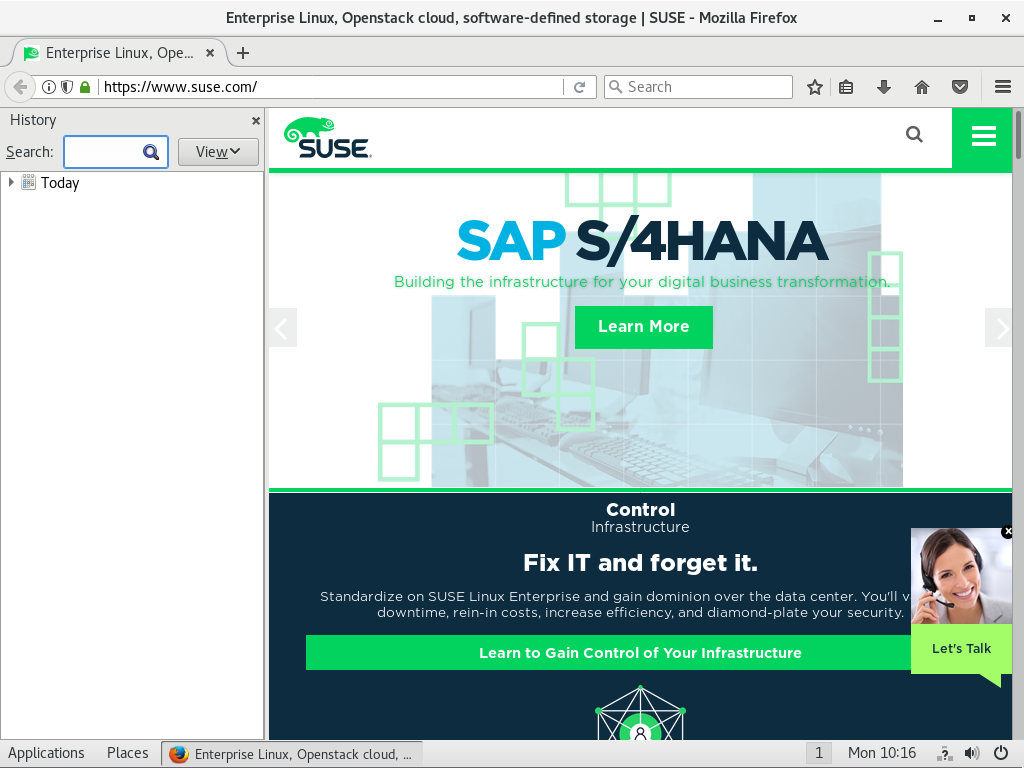 Enterprise Linux, Openstack cloud, software-defined storage | SUSE - Mozilla Firefox
Enterprise Linux, Ope...
https://www.suse.com/
Search
History
Search:
View
Today
SUSE
SAP S/4HANA
Building the infrastructure for your digital business transformation.
Learn More
Control
Infrastructure
Fix IT and forget it.
Standardize on SUSE Linux Enterprise and gain dominion over the data center. You'll v
downtime, rein-in costs, increase efficiency, and diamond-plate your security.
Learn to Gain Control of Your Infrastructure
Let's Talk
Applications Places Enterprise Linux, Openstack cloud, ... 1 Mon 10:16